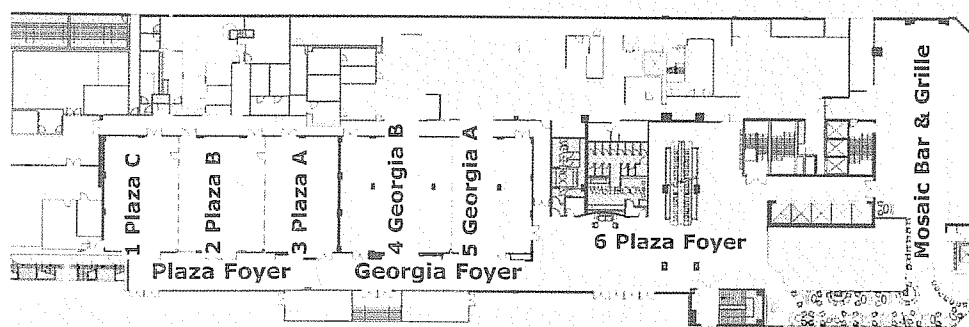 1 Plaza C
2 Plaza B
3 Plaza A
4 Georgia B
5 Georgia A
6 Plaza Foyer
Plaza Foyer
Georgia Foyer
Mosaic Bar & Grille